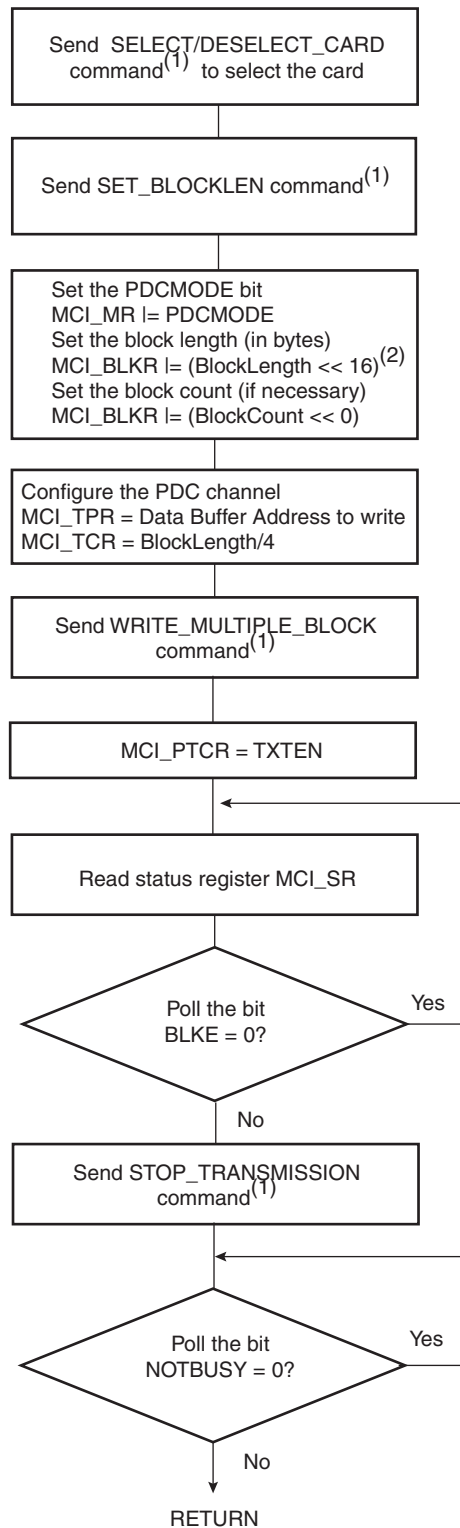 Send SELECT/DESELECT_CARD
command(1) to select the card
Send SET_BLOCKLEN command(1)
Set the PDCMODE bit
MCI_MR |= PDCMODE
Set the block length (in bytes)
MCI_BLKR |= (BlockLength << 16)(2)
Set the block count (if necessary)
MCI_BLKR |= (BlockCount << 0)
Configure the PDC channel
MCI_TPR = Data Buffer Address to write
MCI_TCR = BlockLength/4
Send WRITE_MULTIPLE_BLOCK
command(1)
MCI_PTCR = TXTEN
Read status register MCI_SR
Poll the bit
BLKE = 0?
Yes
No
Send STOP_TRANSMISSION
command(1)
Poll the bit
NOTBUSY = 0?
Yes
No
RETURN